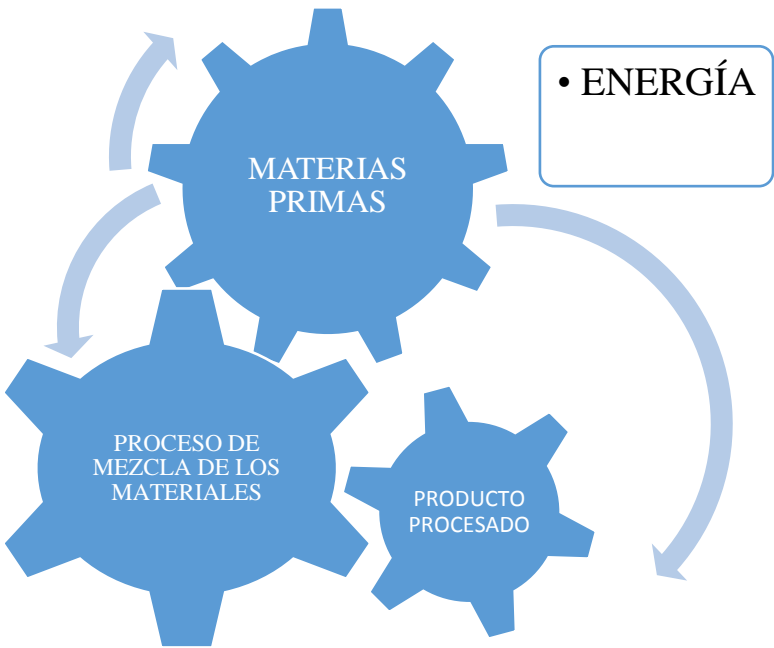 MATERIAS
PRIMAS
• ENERGÍA
PROCESO DE
MEZCLA DE LOS
MATERIALES
PRODUCTO
PROCESADO